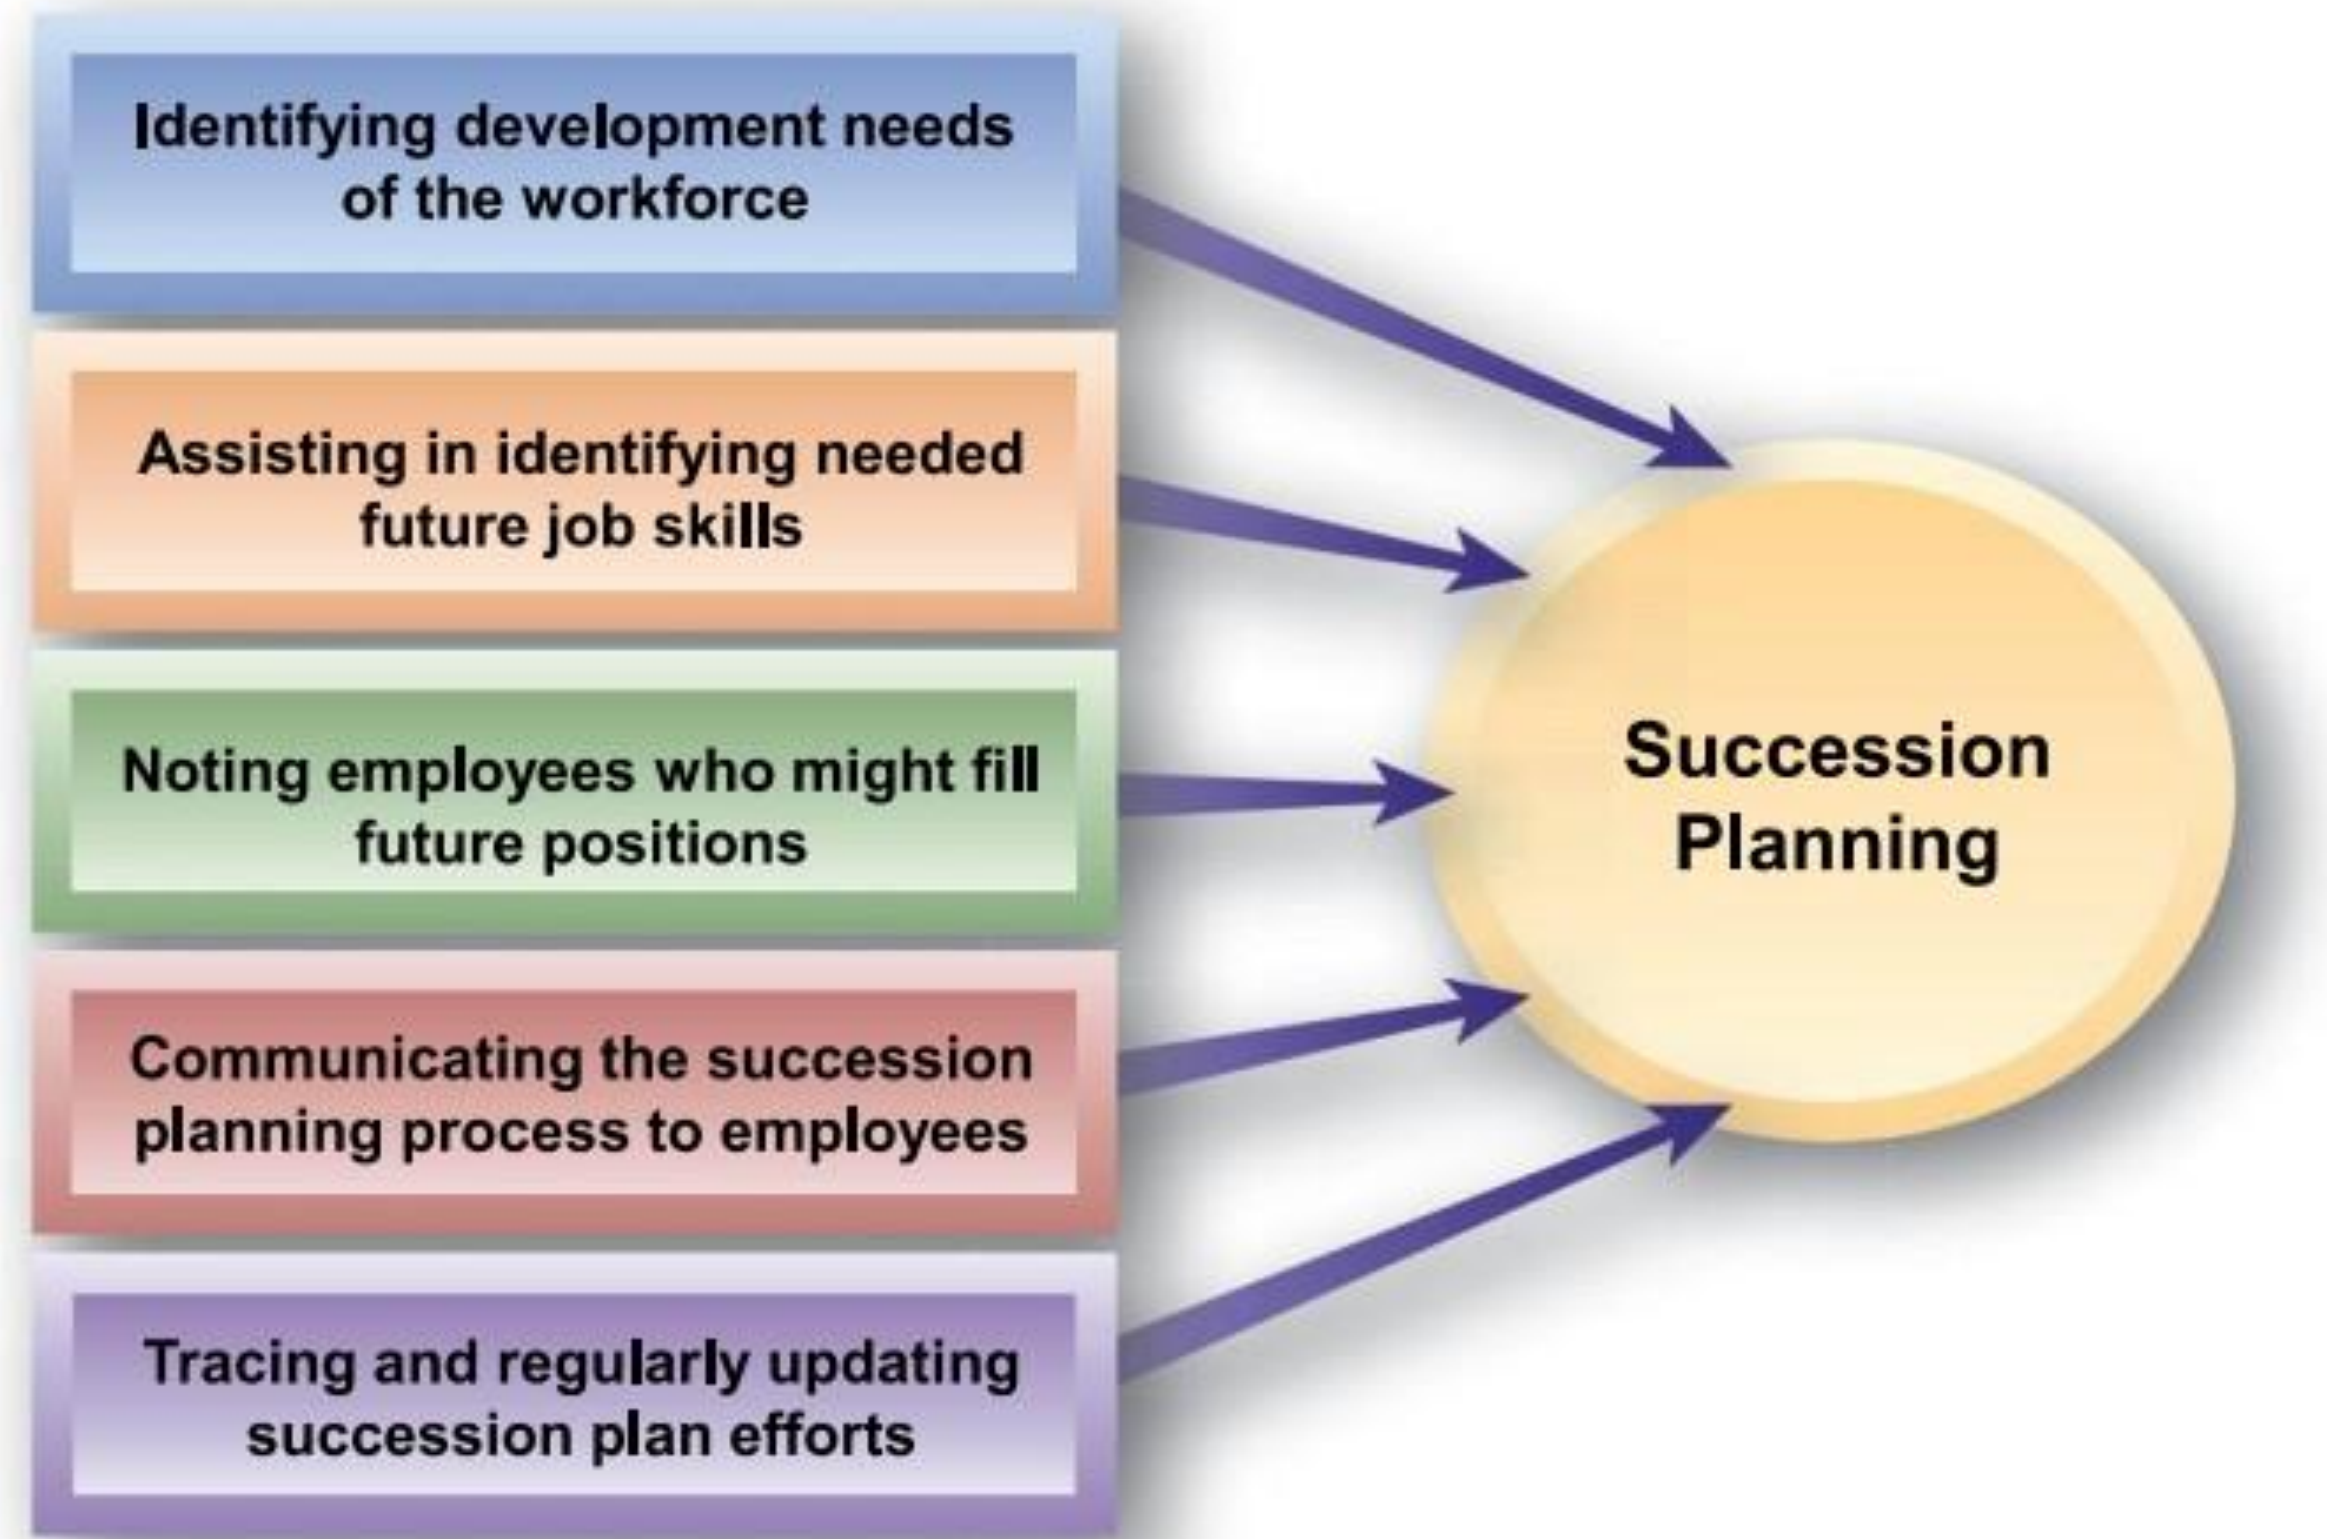 Identifying development needs
of the workforce
Assisting in identifying needed
future job skills
Noting employees who might fill
future positions
Communicating the succession
planning process to employees
Tracing and regularly updating
succession plan efforts
Succession
Planning